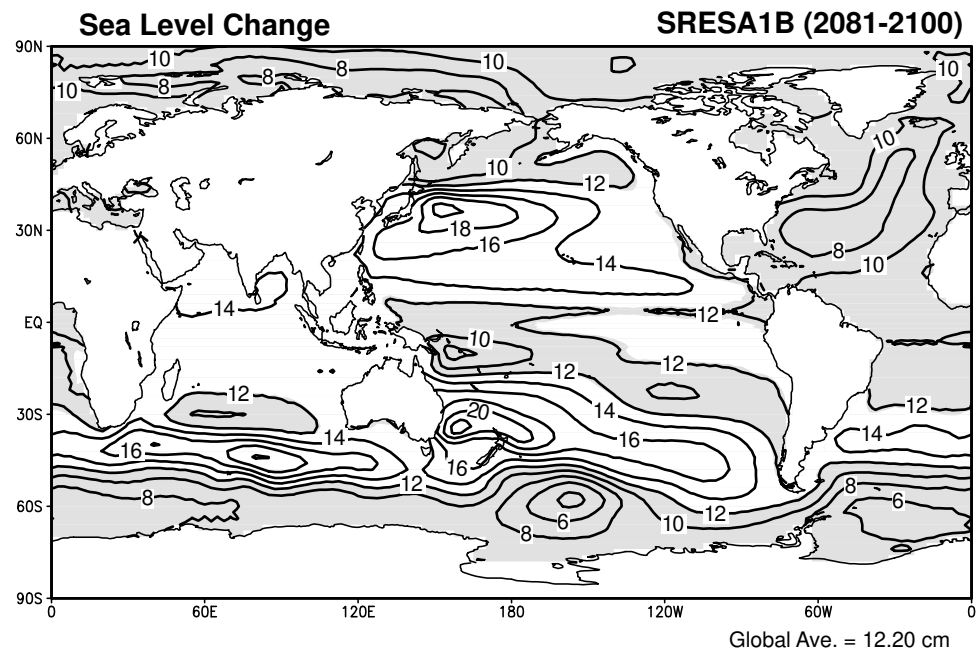 Sea Level Change SRESA1B (2081-2100)
90N
10 10 10
8 8
10 8
60N
10 10
12
30N
18
16
14 8 10
14
EQ 12
10
12
12 12
30S 12
20 14
14 14
16 16
16
12
8 12 8
60S 10 6
8 6
90S
0 60E 120E 180 120W 60W 0
Global Ave. = 12.20 cm